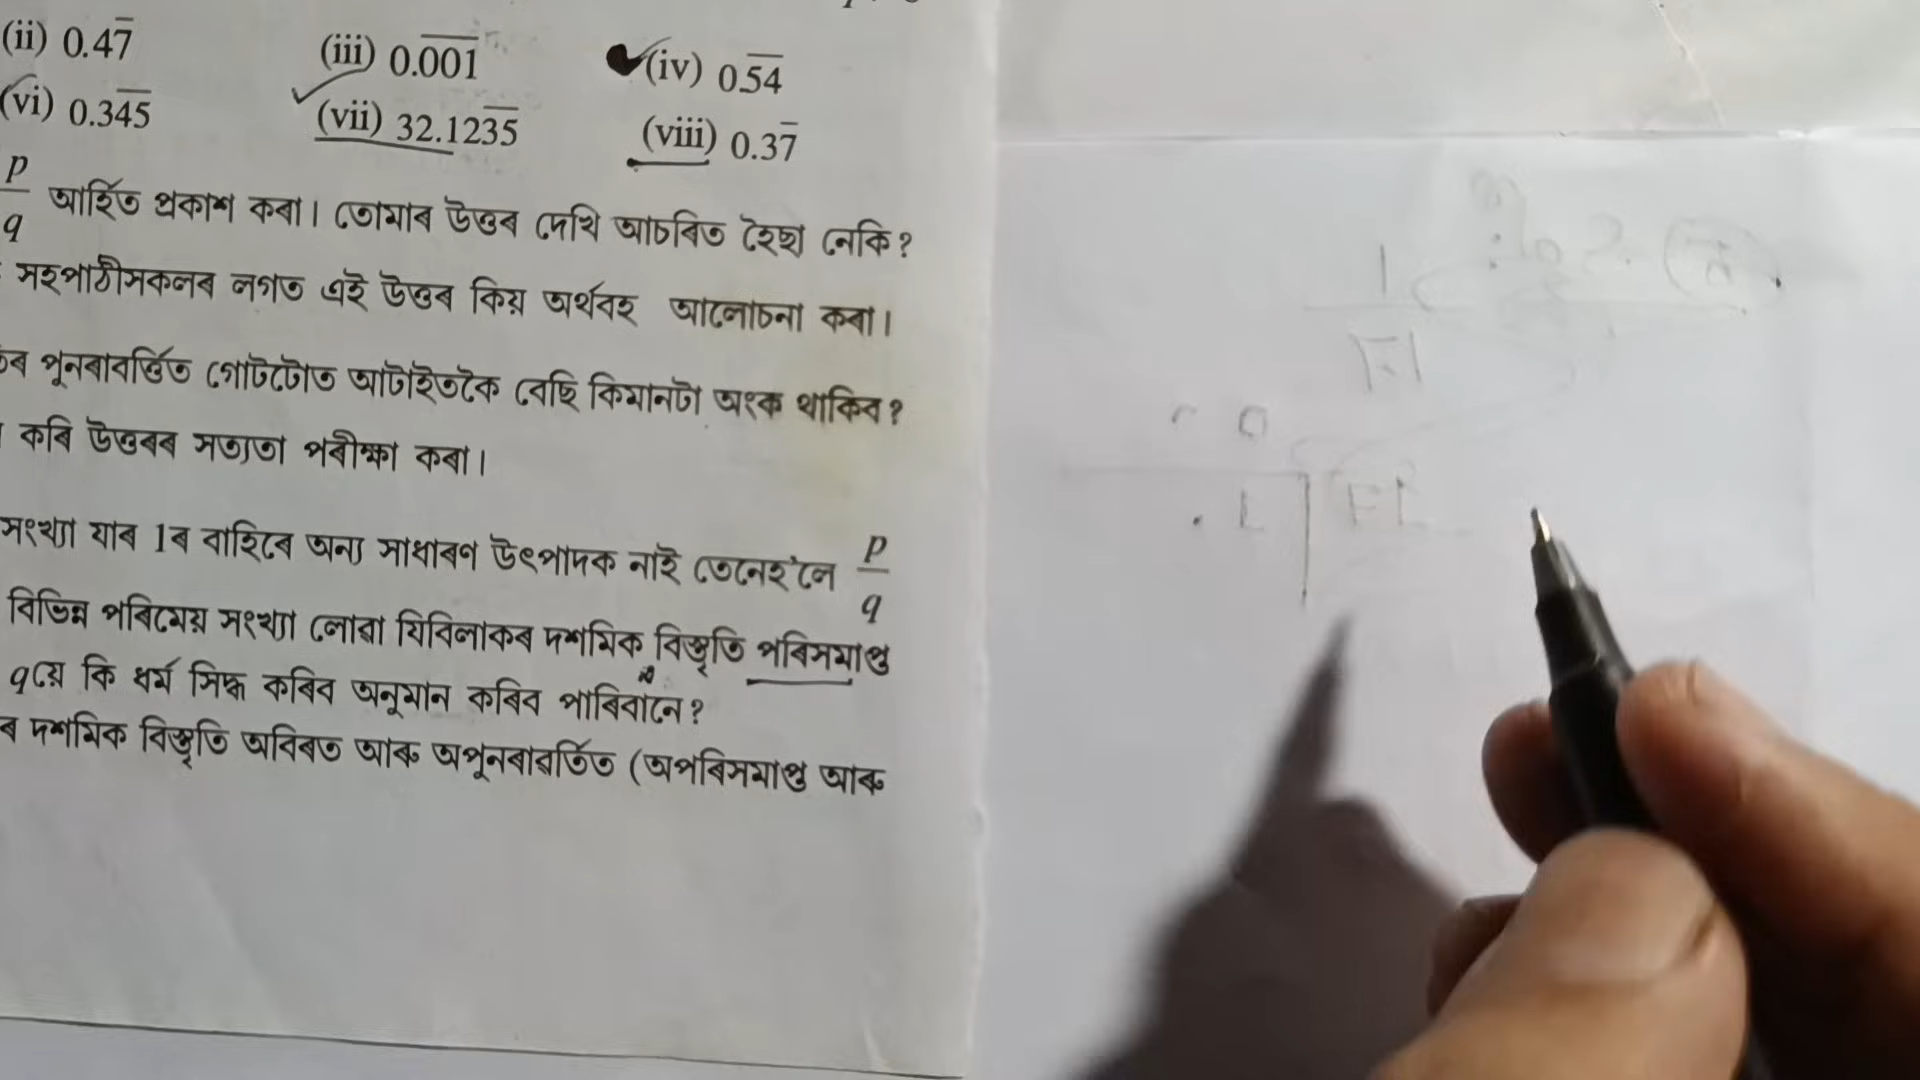 (ii) 0.47̅ (iii) 0.0̅0̅1̅ (iv) 0.5̅4̅
(vi) 0.34̅5̅ (vii) 32.123̅5̅ (viii) 0.37̅
p/q আৰ্হিত প্ৰকাশ কৰা। তোমাৰ উত্তৰ দেখি আচৰিত হৈছা নেকি?
সহপাঠীসকলৰ লগত এই উত্তৰ কিয় অৰ্থবহ আলোচনা কৰা।
পুনৰাবৰ্ত্তিত গোটটোত আটাইতকৈ বেছি কিমানটা অংক থাকিব?
কৰি উত্তৰৰ সত্যতা পৰীক্ষা কৰা।
সংখ্যা যাৰ 1ৰ বাহিৰে অন্য সাধাৰণ উৎপাদক নাই তেনেহ'লে p/q
বিভিন্ন পৰিমেয় সংখ্যা লোৱা যিবিলাকৰ দশমিক বিস্তৃতি পৰিসমাপ্ত
qয়ে কি ধৰ্ম সিদ্ধ কৰিব অনুমান কৰিব পাৰিবানে?
ৰ দশমিক বিস্তৃতি অবিৰত আৰু অপুনৰাৱৰ্তিত (অপৰিসমাপ্ত আৰু